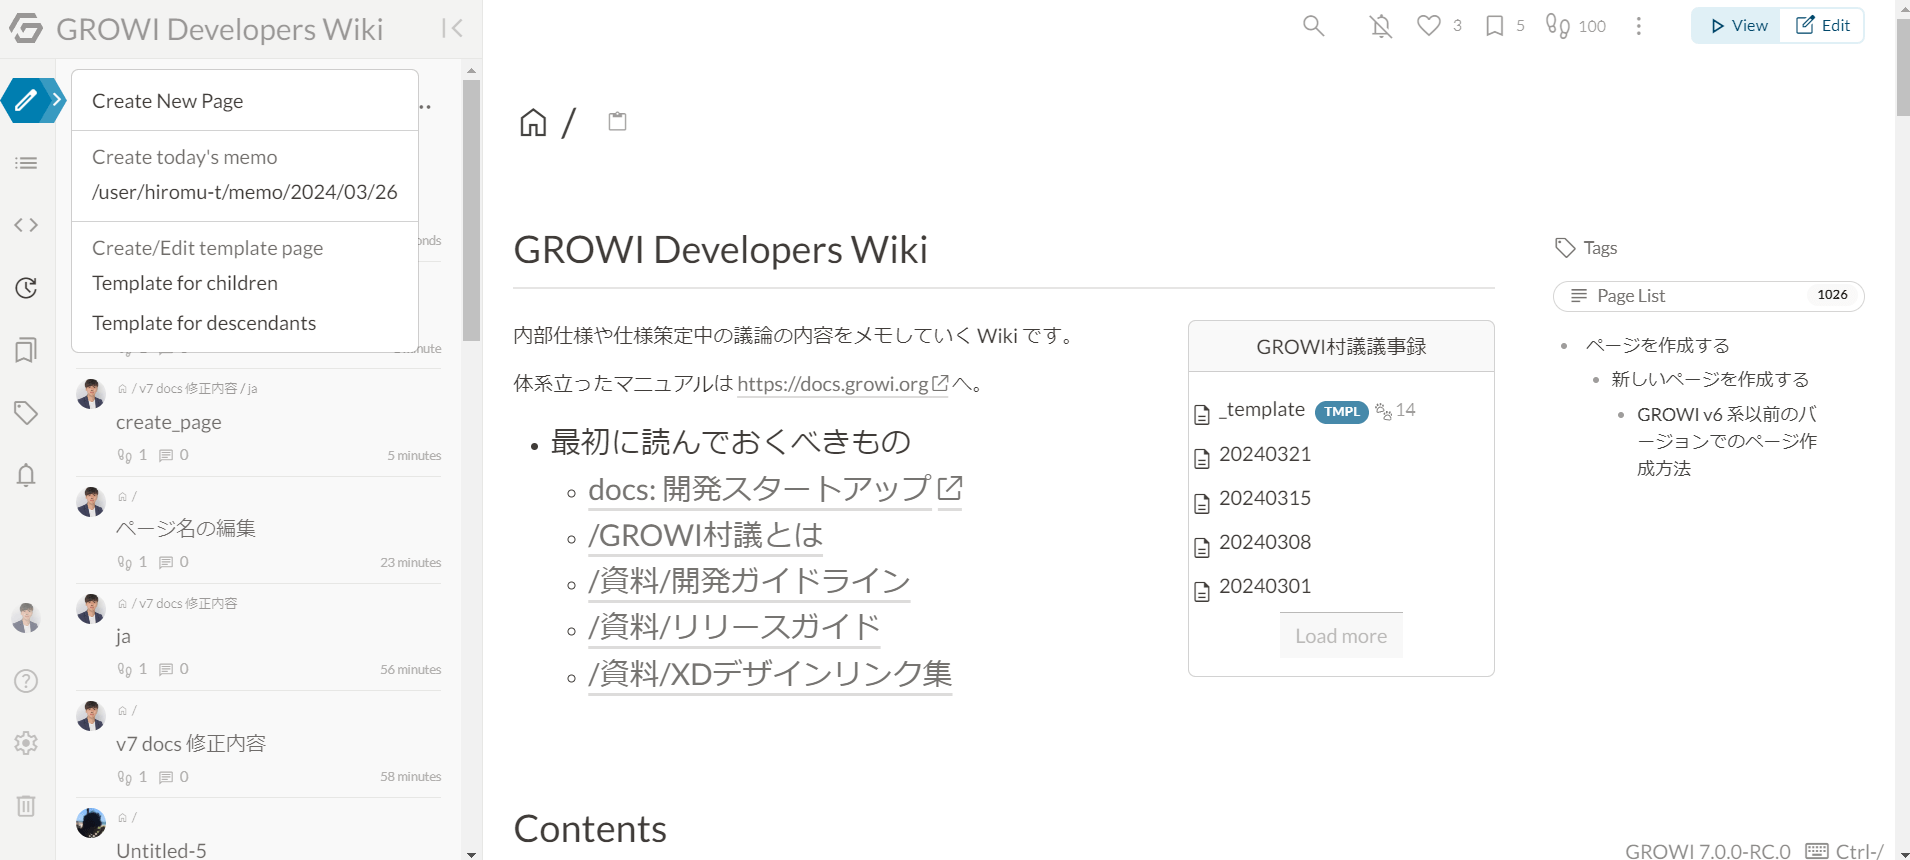 GROWI Developers Wiki
3
5
100
View
Edit
Create New Page
Create today's memo
/user/hiromu-t/memo/2024/03/26
Create/Edit template page
Template for children
Template for descendants
/ v7 docs 修正内容 / ja
create_page
1 0 5 minutes
/
ページ名の編集
1 0 23 minutes
/ v7 docs 修正内容
ja
1 0 56 minutes
/
v7 docs 修正内容
1 0 58 minutes
/
Untitled-5
/
GROWI Developers Wiki
内部仕様や仕様策定中の議論の内容をメモしていく Wiki です。
体系立ったマニュアルは https://docs.growi.org へ。
最初に読んでおくべきもの
docs: 開発スタートアップ
/GROWI村議とは
/資料/開発ガイドライン
/資料/リリースガイド
/資料/XDデザインリンク集
Contents
GROWI村議議事録
_template TMPL 14
20240321
20240315
20240308
20240301
Load more
Tags
Page List 1026
ページを作成する
新しいページを作成する
GROWI v6 系以前のバ
ージョンでのページ作
成方法
GROWI 7.0.0-RC.0 Ctrl-/